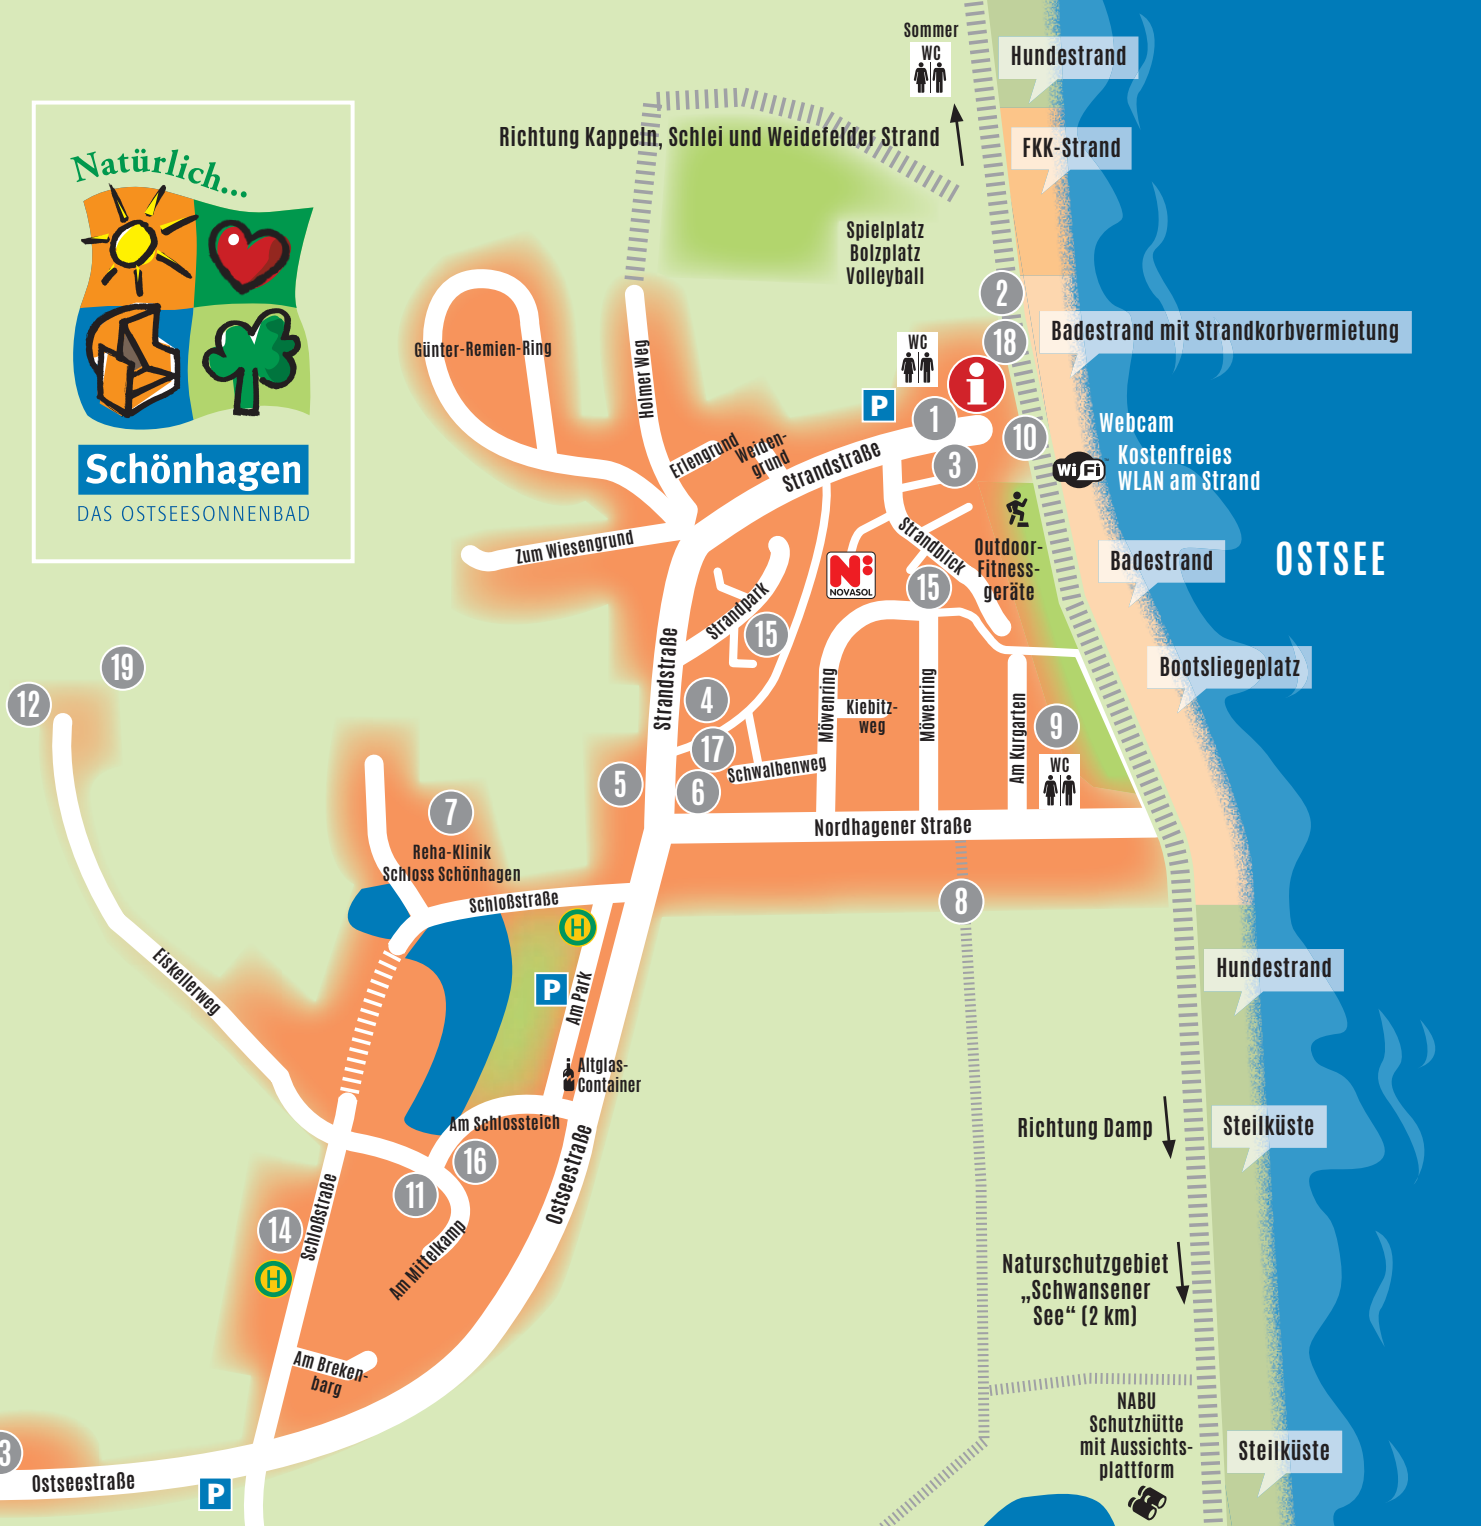 Sommer
WC
Hundestrand
Richtung Kappeln, Schlei und Weidefelder Strand
FKK-Strand
Natürlich...
Schönhagen
DAS OSTSEESONNENBAD
Spielplatz
Bolzplatz
Volleyball
2
18
Badestrand mit Strandkorbvermietung
WC
i
P
1
3
10
Günter-Remien-Ring
Holmer Weg
Erlengrund
Weiden-
grund
Strandstraße
Webcam
WiFi
Kostenfreies
WLAN am Strand
Zum Wiesengrund
Strandblick
Outdoor-
Fitness-
geräte
N:
NOVASOL
15
Badestrand
OSTSEE
Strandpark
15
Strandstraße
Bootsliegeplatz
19
12
4
17
5
6
Möwenring
Kiebitz-
weg
Möwenring
Am Kurgarten
9
WC
Schwalbenweg
Nordhagener Straße
7
Reha-Klinik
Schloss Schönhagen
Schloßstraße
H
8
P
Am Park
Hundestrand
Eiskellerweg
Altglas-
Container
Am Schlossteich
16
11
Ostseestraße
Richtung Damp
Steilküste
14
Schloßstraße
H
Am Mittelkamp
Naturschutzgebiet
„Schwansener
See“ (2 km)
Am Breken-
barg
NABU
Schutzhütte
mit Aussichts-
plattform
Steilküste
3
Ostseestraße
P